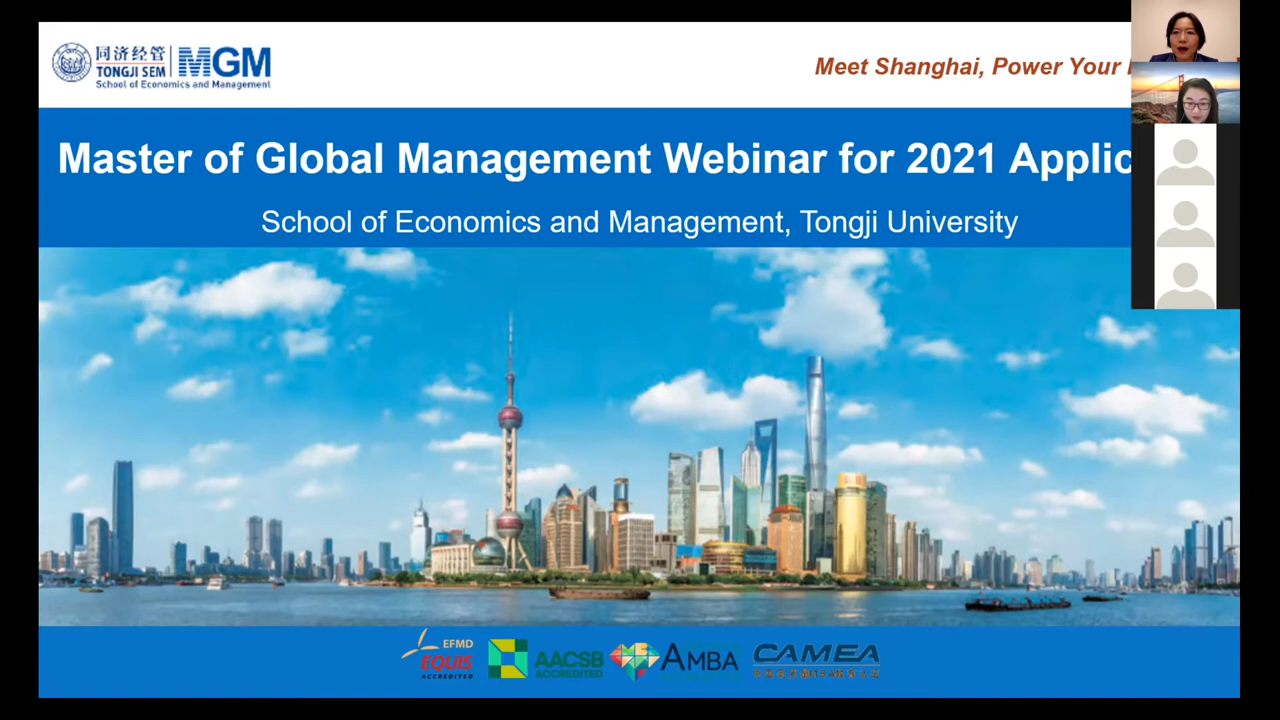 同济经管
TONGJI SEM
School of Economics and Management
MGM
Meet Shanghai, Power Your
Master of Global Management Webinar for 2021 Applic
School of Economics and Management, Tongji University
EFMD
EQUIS
ACCREDITED
AACSB
ACCREDITED
AMBA
CAMEA